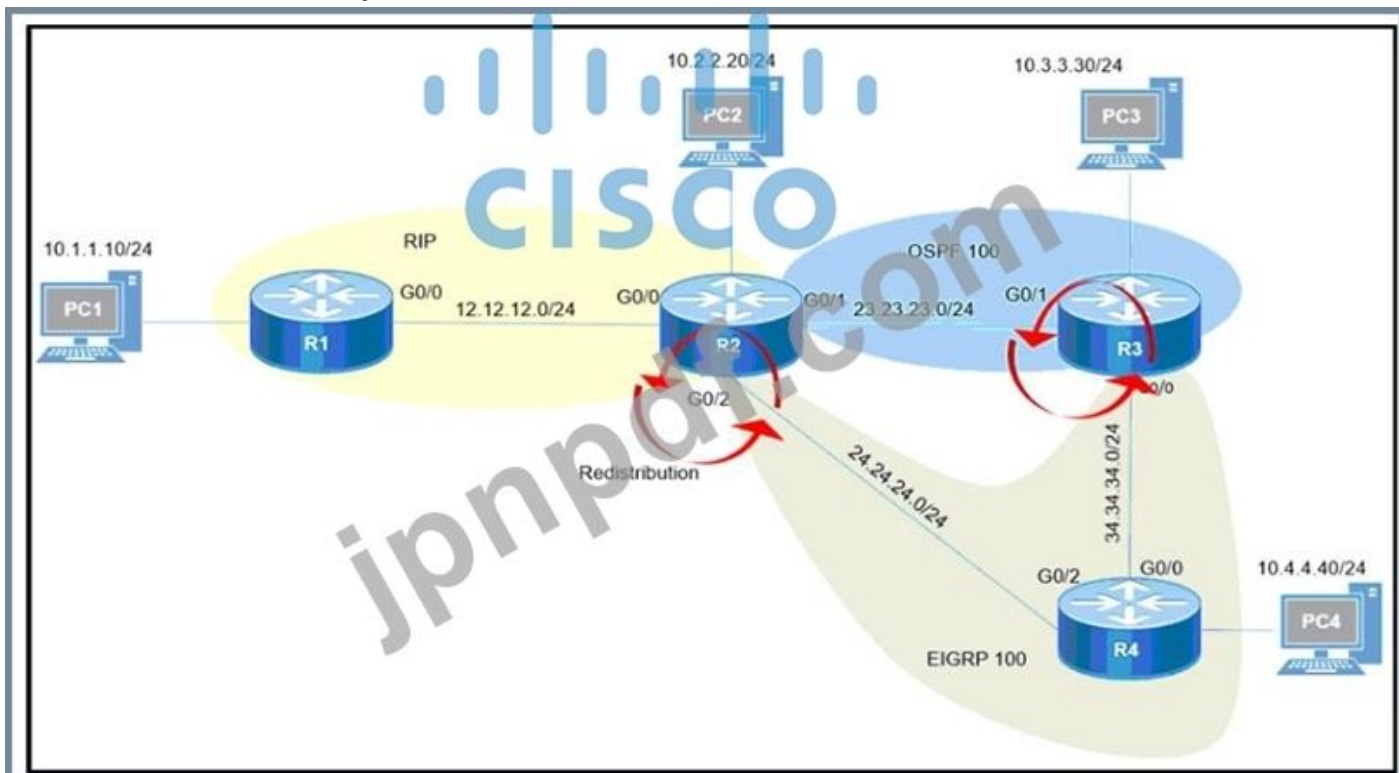 CISCO
10.2.2.20/24
10.3.3.30/24
PC2
PC3
10.1.1.10/24
RIP
OSPF 100
PC1
G0/0
12.12.12.0/24
G0/0
G0/1
23.23.23.0/24
G0/1
R1
R2
R3
G0/2
Redistribution
24.24.24.0/24
34.34.34.0/24
G0/2
G0/0
10.4.4.40/24
PC4
R4
EIGRP 100
jpnpdf.com